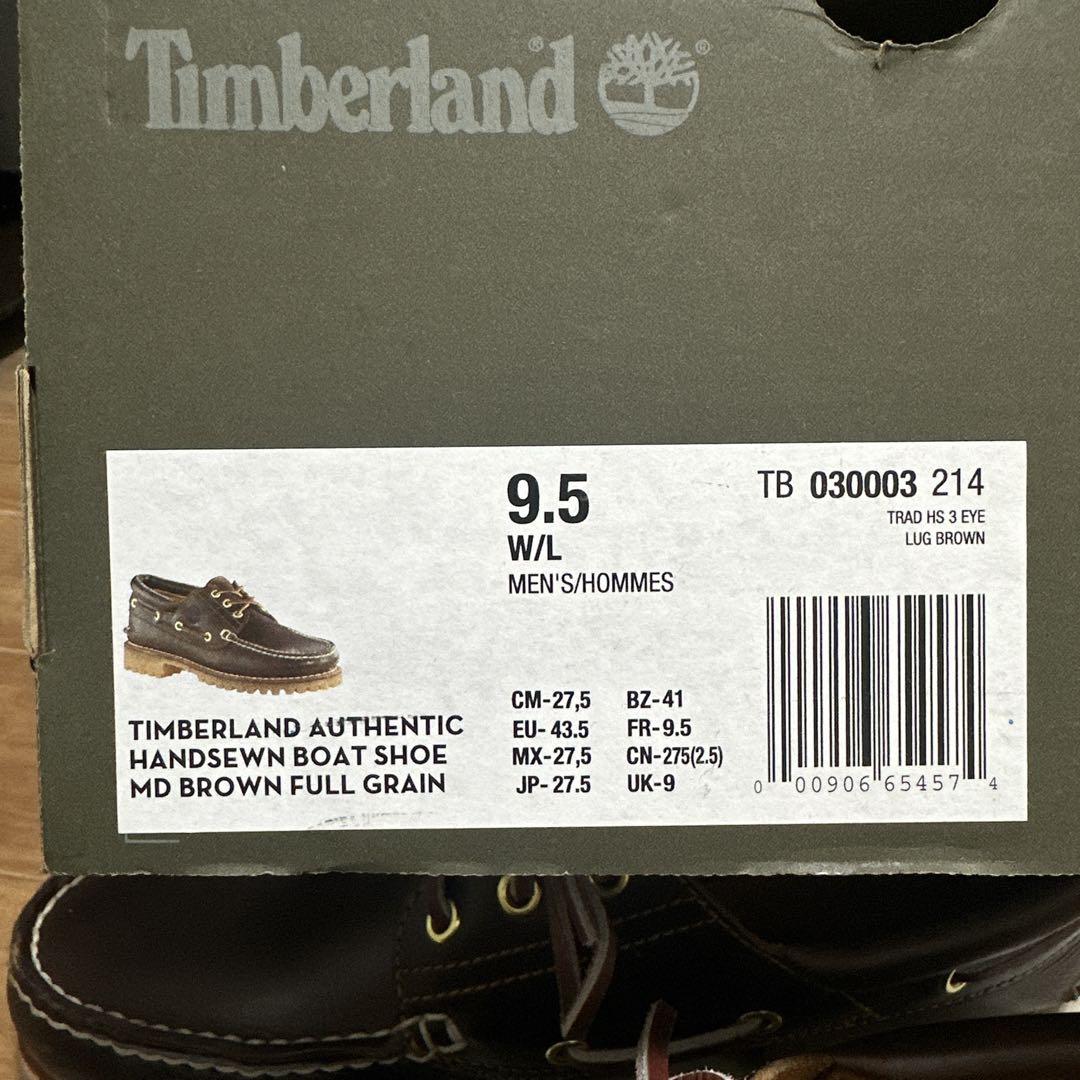 Timberland® ®
9.5
W/L
MEN'S/HOMMES
TB 030003 214
TRAD HS 3 EYE
LUG BROWN
TIMBERLAND AUTHENTIC
HANDSEWN BOAT SHOE
MD BROWN FULL GRAIN
CM-27,5 BZ-41
EU-43.5 FR-9.5
MX-27,5 CN-275(2.5)
JP-27.5 UK-9
0 00906 65457 4